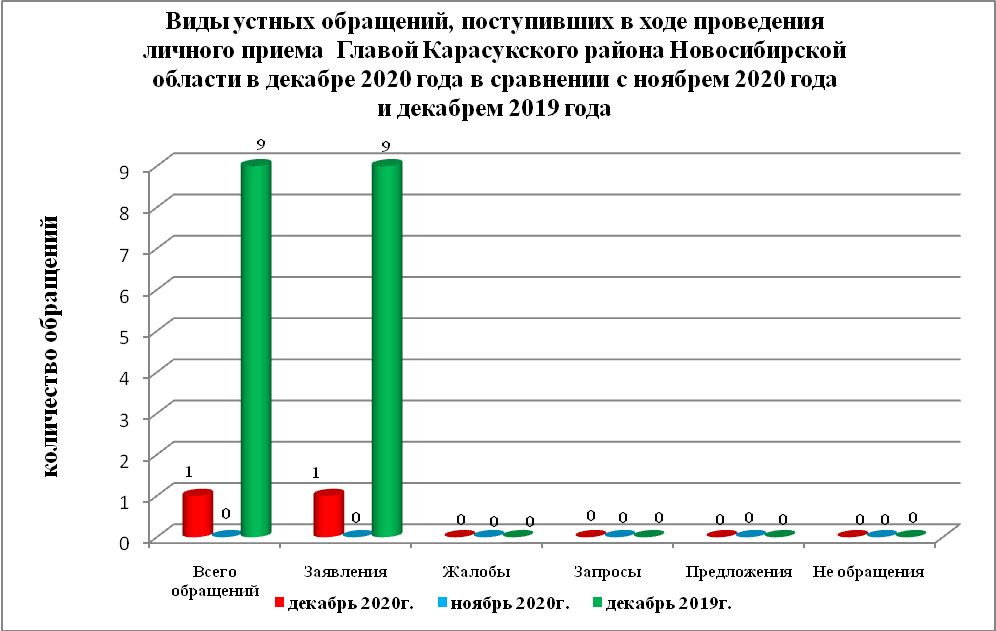 Виды устных обращений, поступивших в ходе проведения
личного приема Главой Карасукского района Новосибирской
области в декабре 2020 года в сравнении с ноябрем 2020 года
и декабрем 2019 года
количество обращений
9
8
7
6
5
4
3
2
1
0
1 0 9
1 0 9
0 0 0
0 0 0
0 0 0
0 0 0
Всего
обращений
Заявления
Жалобы
Запросы
Предложения
Не обращения
декабрь 2020г.
ноябрь 2020г.
декабрь 2019г.